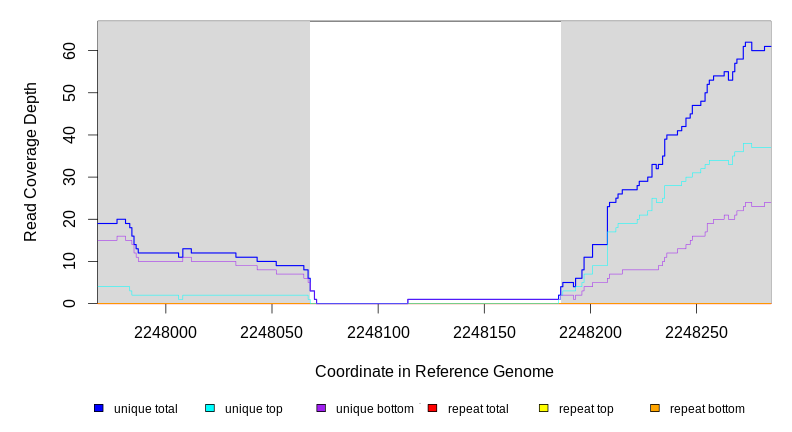 Read Coverage Depth
60
50
40
30
20
10
0
2248000 2248050 2248100 2248150 2248200 2248250
Coordinate in Reference Genome
unique total unique top unique bottom repeat total repeat top repeat bottom